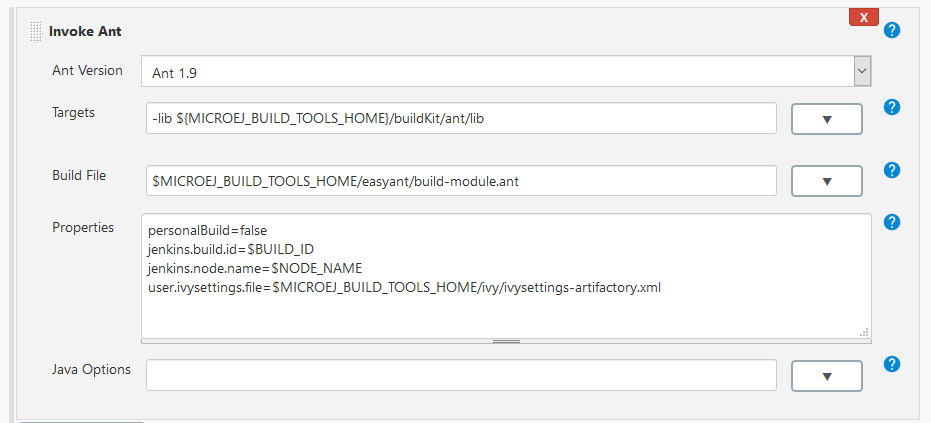 Invoke Ant
X
?
Ant Version
Ant 1.9
Targets
-lib ${MICROEJ_BUILD_TOOLS_HOME}/buildKit/ant/lib
?
Build File
$MICROEJ_BUILD_TOOLS_HOME/easyant/build-module.ant
?
Properties
personalBuild=false
jenkins.build.id=$BUILD_ID
jenkins.node.name=$NODE_NAME
user.ivysettings.file=$MICROEJ_BUILD_TOOLS_HOME/ivy/ivysettings-artifactory.xml
?
Java Options
?